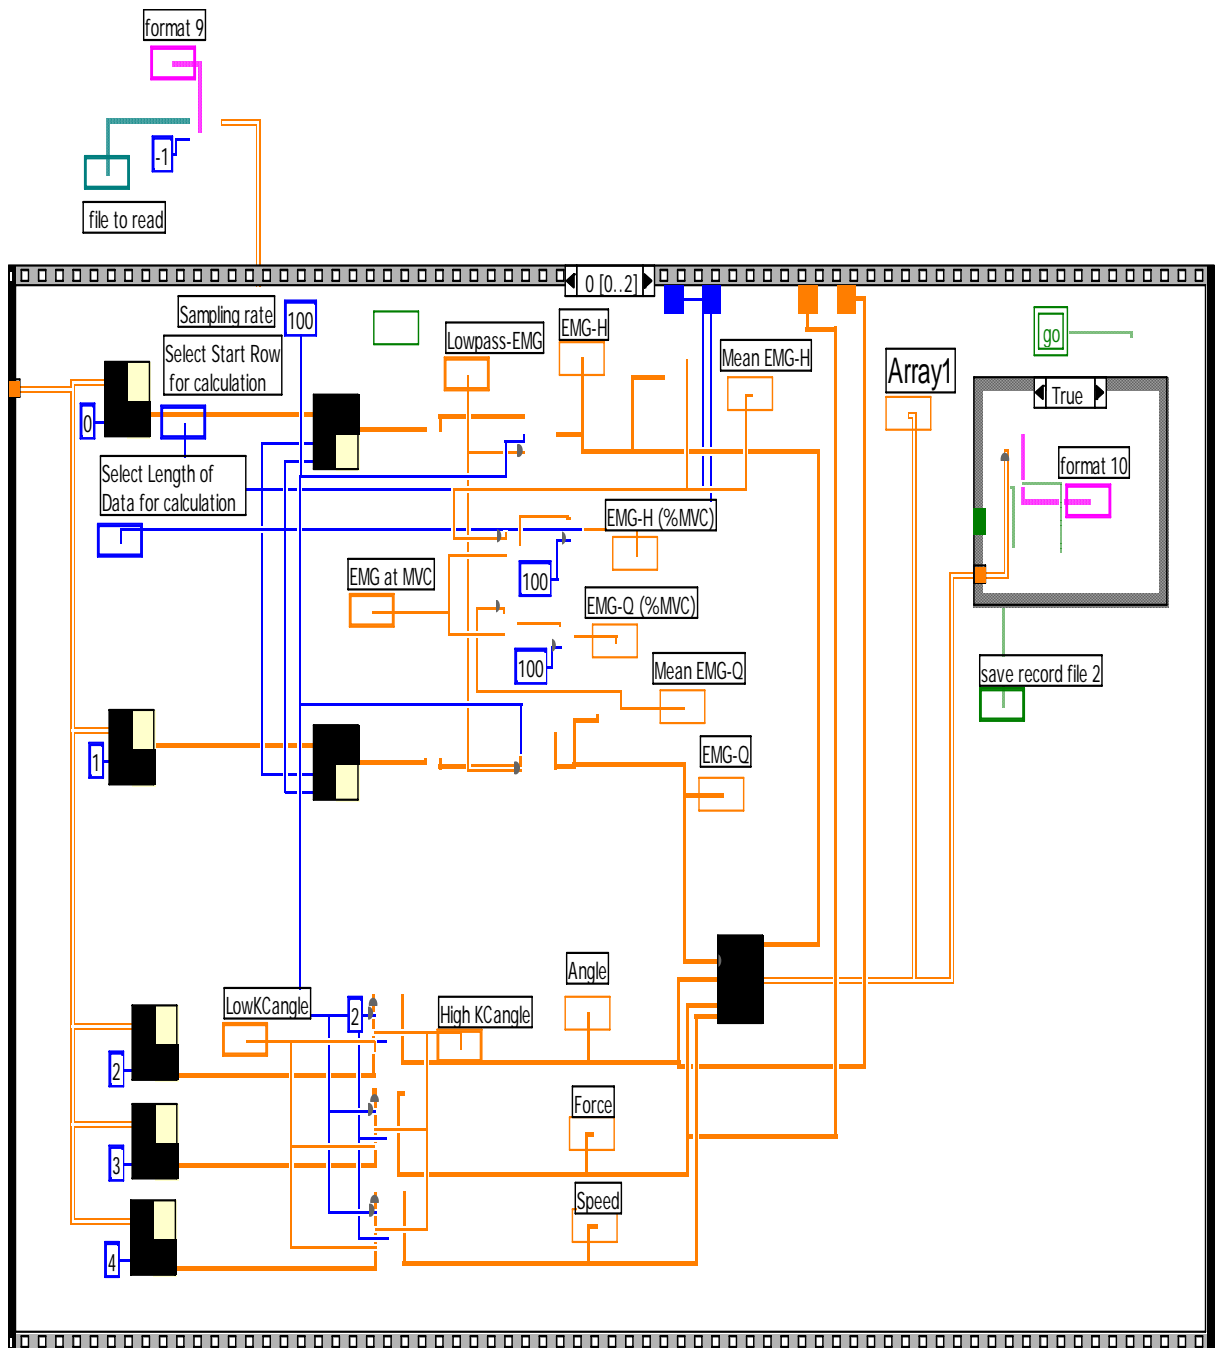 format 9
-1
file to read
0 [0..2]
Sampling rate
100
Select Start Row
for calculation
0
Select Length of
Data for calculation
Lowpass-EMG
EMG-H
Mean EMG-H
Array1
go
True
format 10
EMG-H (%MVC)
100
EMG at MVC
EMG-Q (%MVC)
100
Mean EMG-Q
save record file 2
1
EMG-Q
Angle
LowKCangle
2
High KCangle
2
Force
3
Speed
4